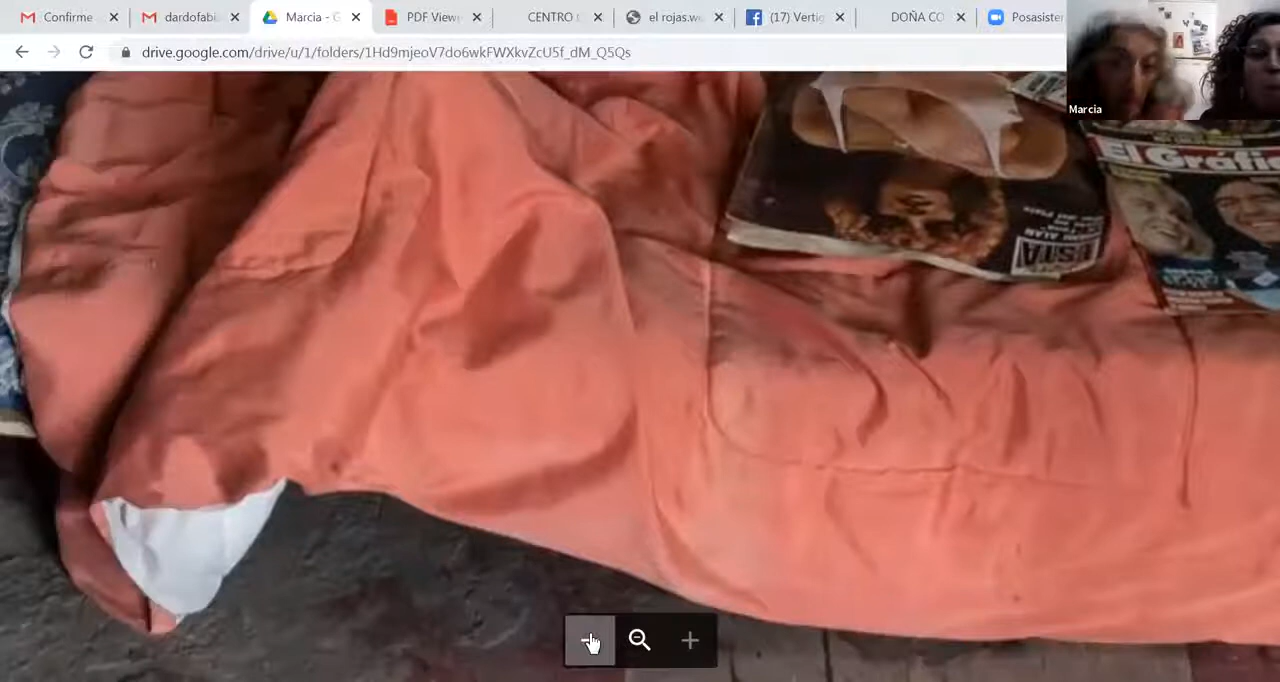 Confirme
dardofabi
Marcia - G
PDF View
CENTRO
el rojas.w
(17) Vertig
DOÑA CO
Posasister
drive.google.com/drive/u/1/folders/1Hd9mjeoV7do6wkFWXkvZcU5f_dM_Q5Qs
Marcia
El Gráfic
ESTA